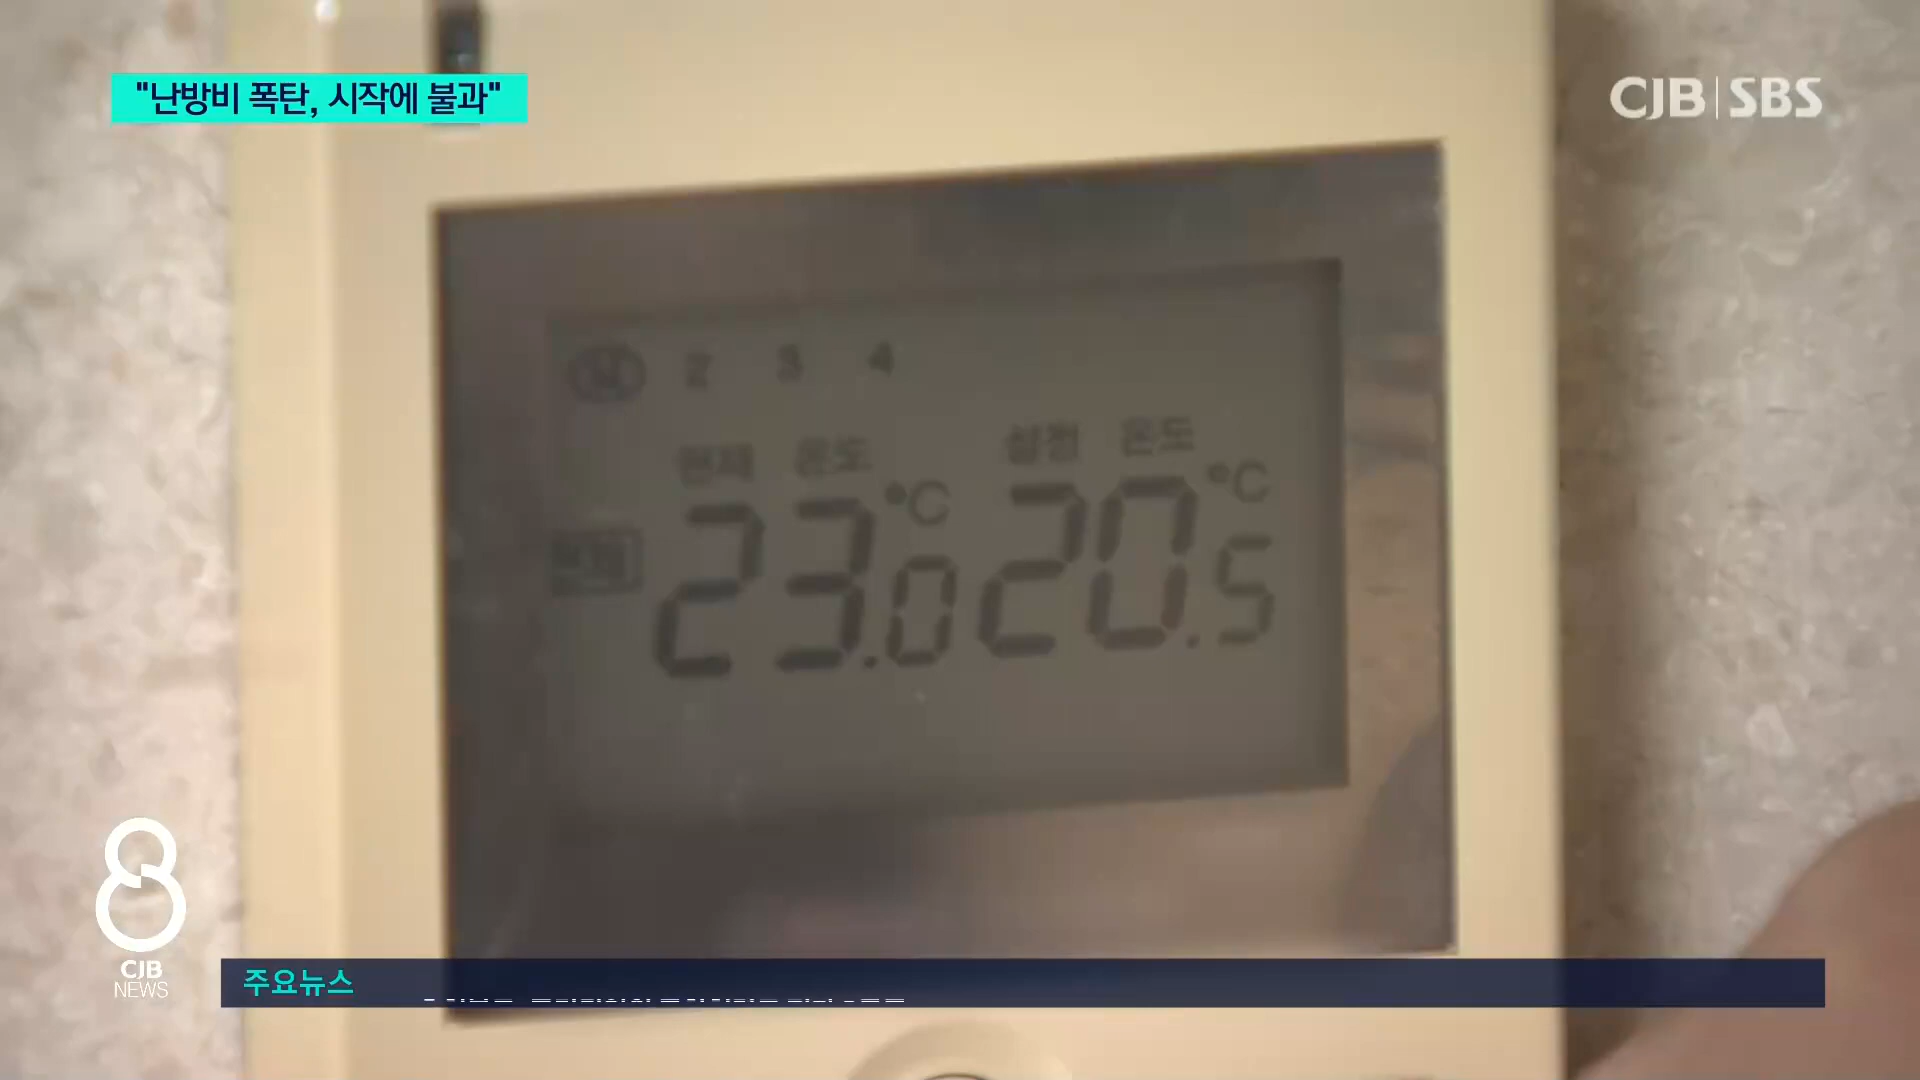 "난방비 폭탄, 시작에 불과"
CJB SBS
2 3 4
현재 온도 설정 온도
23.0 °C 20.5 °C
8
CJB
NEWS
주요뉴스